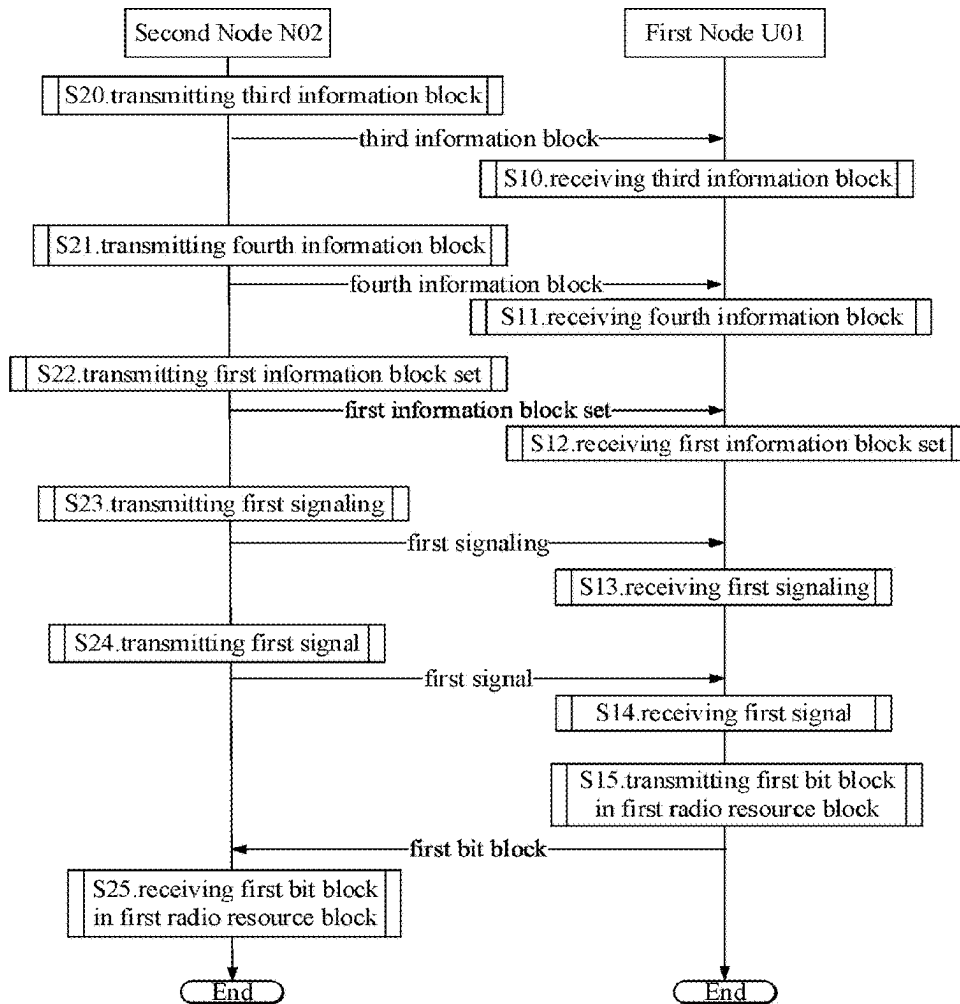 Second Node N02
First Node U01
S20.transmitting third information block
third information block
S10.receiving third information block
S21.transmitting fourth information block
fourth information block
S11.receiving fourth information block
S22.transmitting first information block set
first information block set
S12.receiving first information block set
S23.transmitting first signaling
first signaling
S13.receiving first signaling
S24.transmitting first signal
first signal
S14.receiving first signal
S15.transmitting first bit block
in first radio resource block
first bit block
S25.receiving first bit block
in first radio resource block
End
End